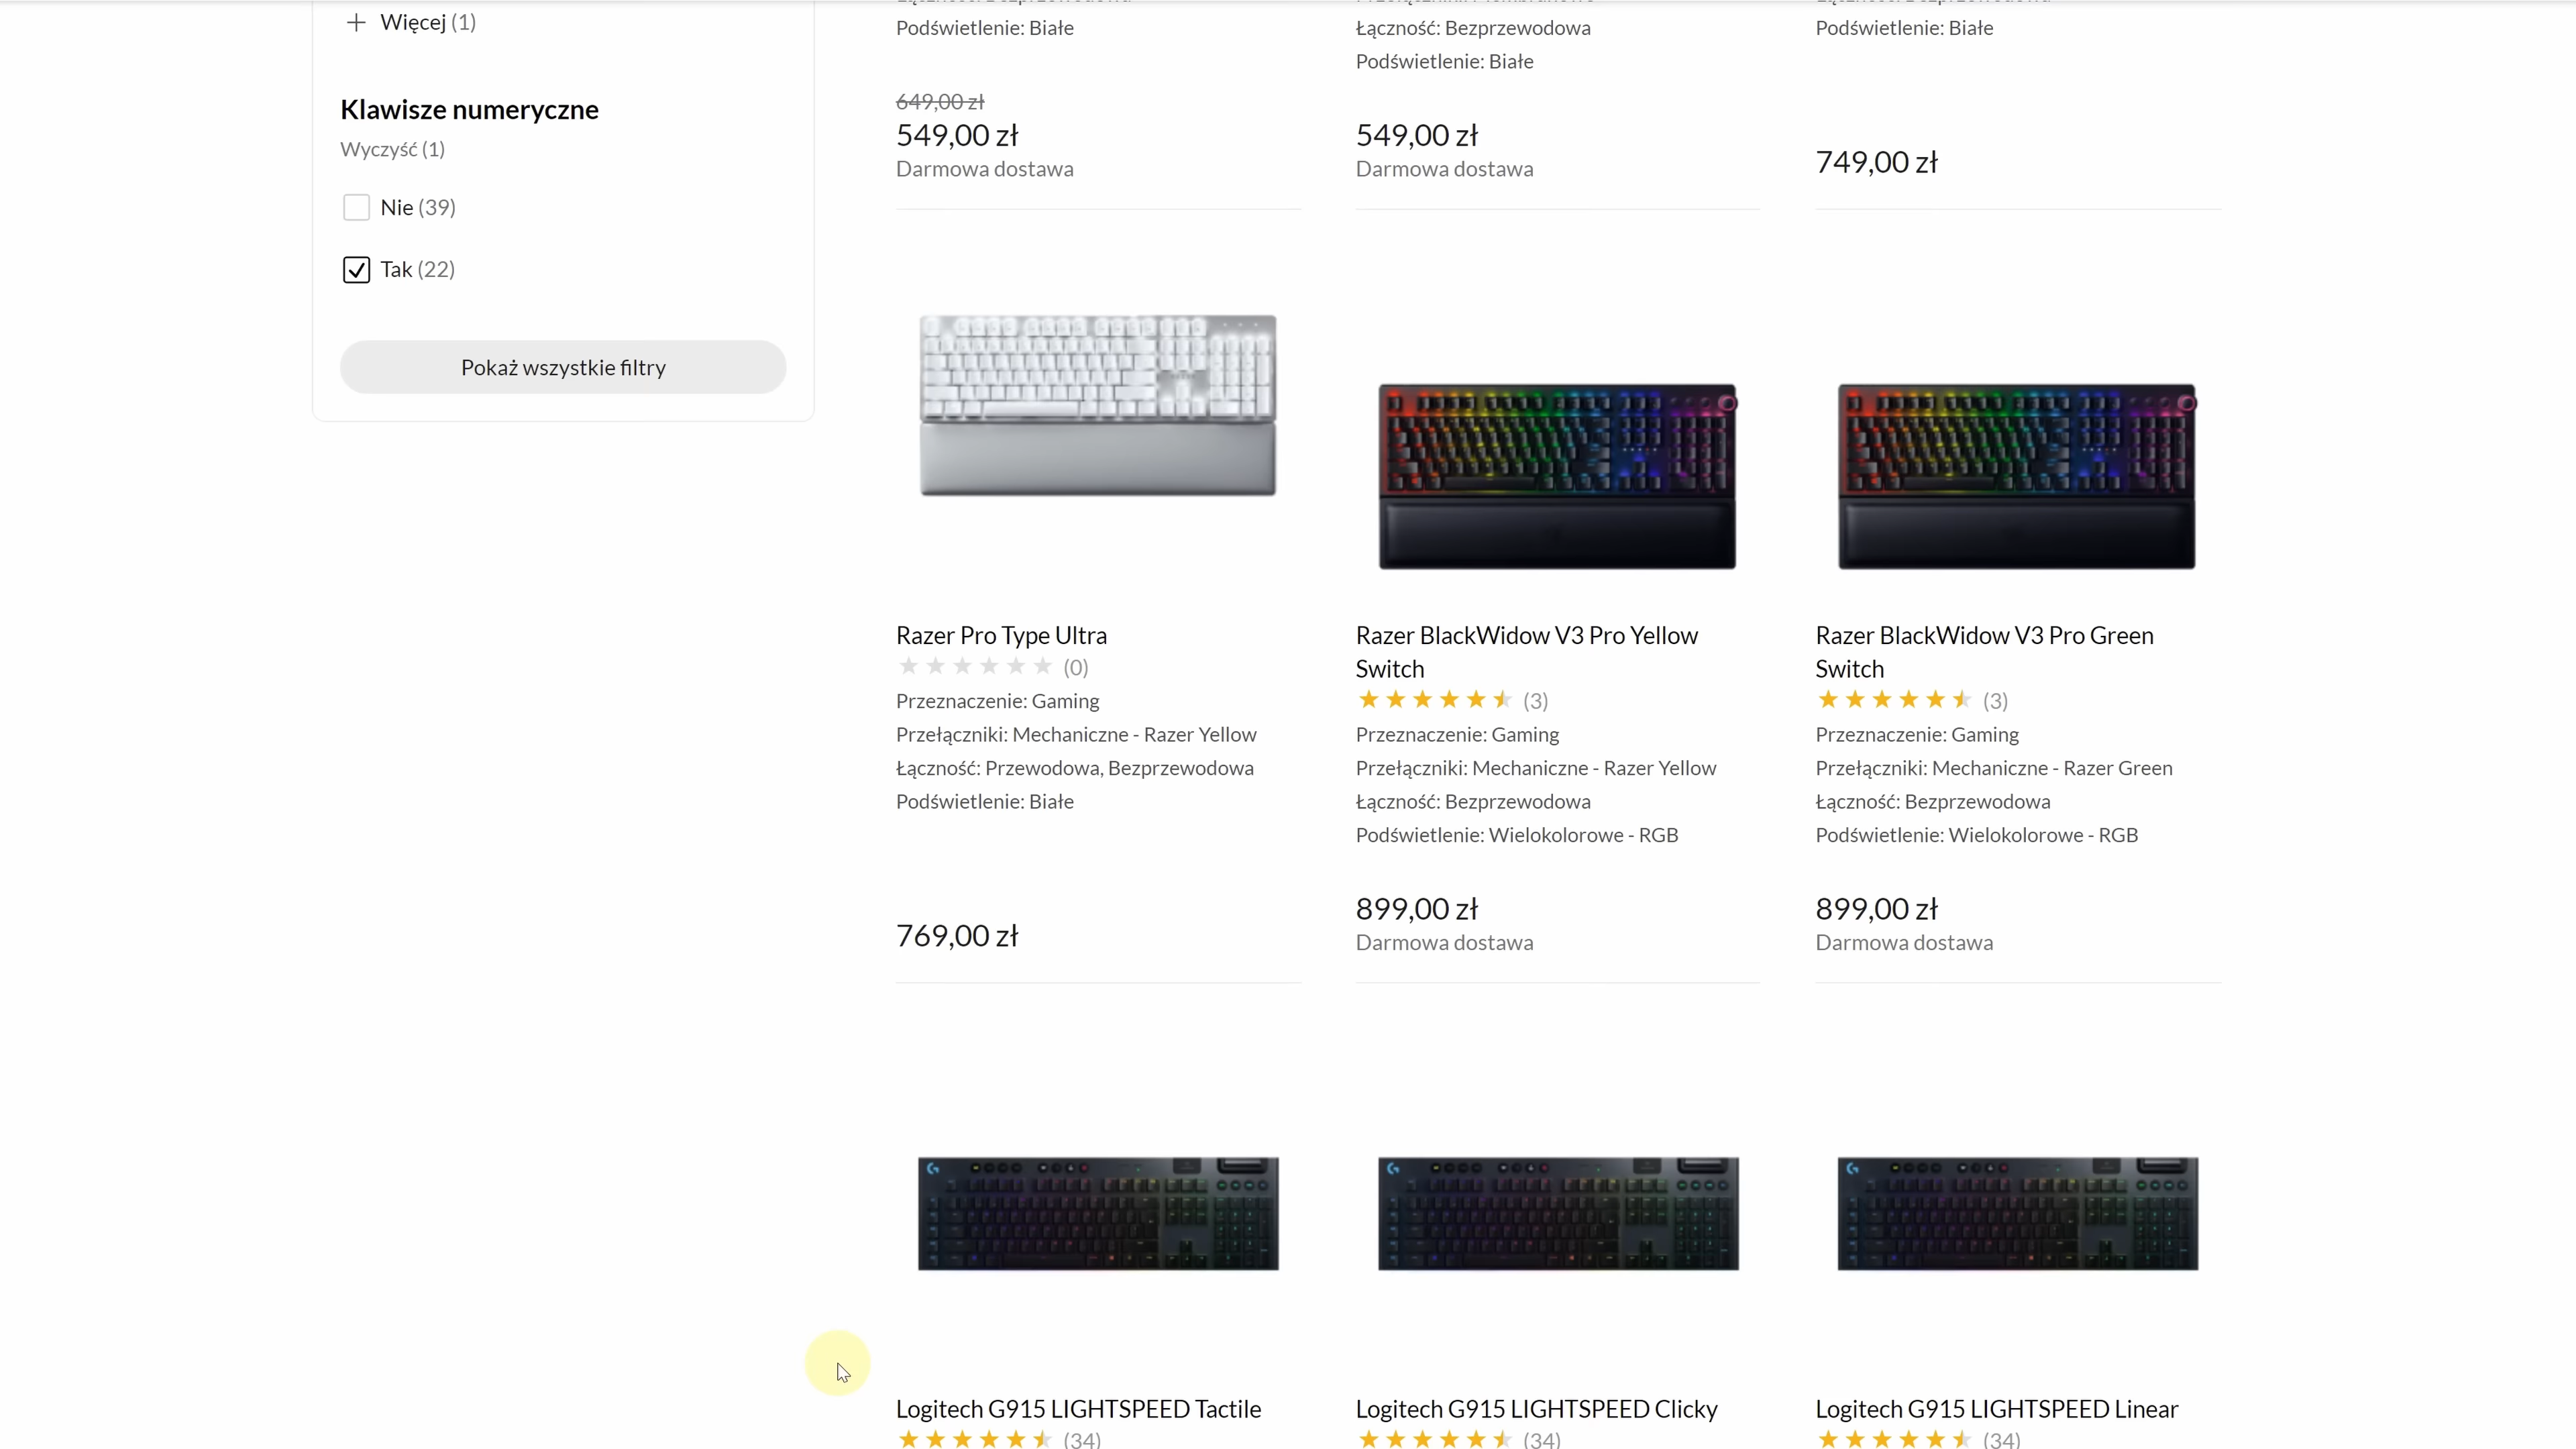 Więcej (1)
Klawisze numeryczne
Wyczyść (1)
Nie (39)
Tak (22)
Pokaż wszystkie filtry
Podświetlenie: Białe
649,00 zł
549,00 zł
Darmowa dostawa
Łączność: Bezprzewodowa
Podświetlenie: Białe
549,00 zł
Darmowa dostawa
Podświetlenie: Białe
749,00 zł
Razer Pro Type Ultra
(0)
Przeznaczenie: Gaming
Przełączniki: Mechaniczne - Razer Yellow
Łączność: Przewodowa, Bezprzewodowa
Podświetlenie: Białe
769,00 zł
Razer BlackWidow V3 Pro Yellow
Switch
(3)
Przeznaczenie: Gaming
Przełączniki: Mechaniczne - Razer Yellow
Łączność: Bezprzewodowa
Podświetlenie: Wielokolorowe - RGB
899,00 zł
Darmowa dostawa
Razer BlackWidow V3 Pro Green
Switch
(3)
Przeznaczenie: Gaming
Przełączniki: Mechaniczne - Razer Green
Łączność: Bezprzewodowa
Podświetlenie: Wielokolorowe - RGB
899,00 zł
Darmowa dostawa
Logitech G915 LIGHTSPEED Tactile
(34)
Logitech G915 LIGHTSPEED Clicky
(34)
Logitech G915 LIGHTSPEED Linear
(34)